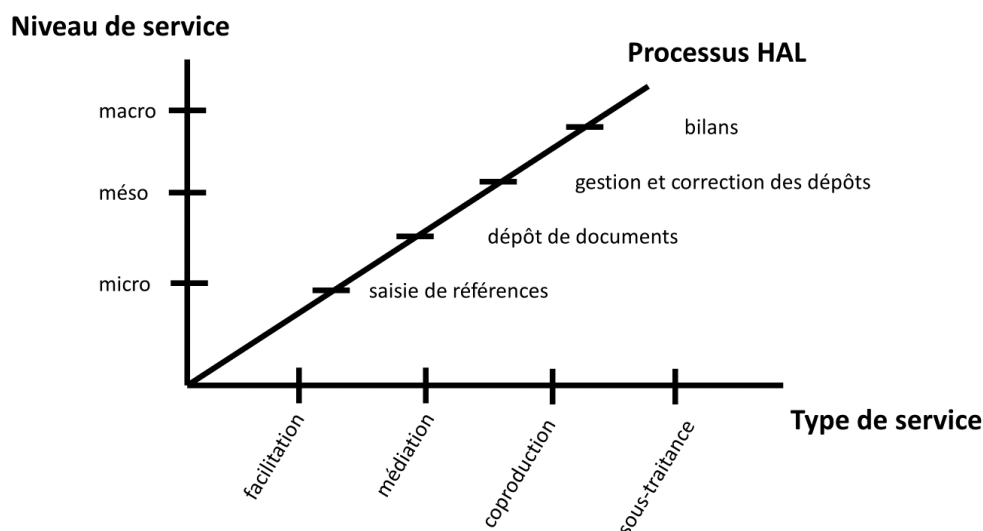 Niveau de service
Processus HAL
macro
bilans
méso
gestion et correction des dépôts
dépôt de documents
micro
saisie de références
Type de service
facilitation
médiation
coproduction
sous-traitance